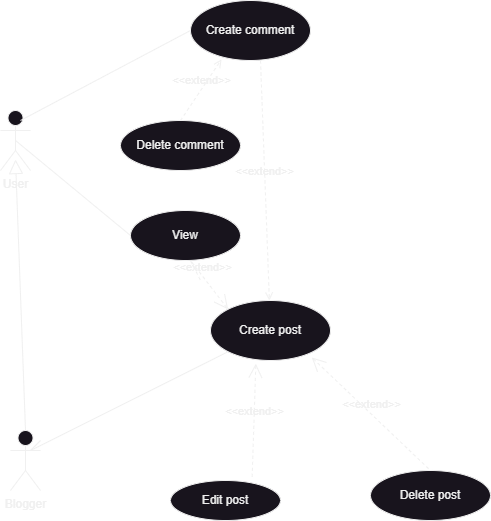 Create comment
<<extend>>
Delete comment
<<extend>>
User
View
<<extend>>
Create post
<<extend>>
<<extend>>
Edit post
Delete post
Blogger